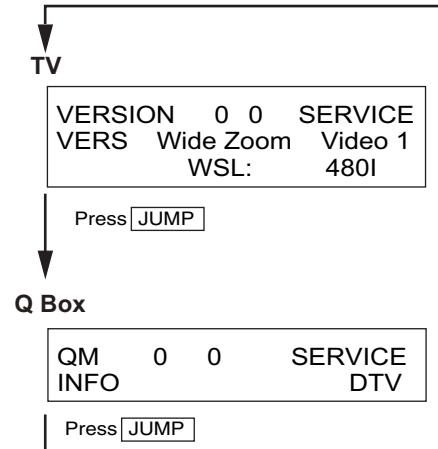 TV
VERSION 0 0 SERVICE
VERS Wide Zoom Video 1
WSL: 480I
Press JUMP
Q Box
QM 0 0 SERVICE
INFO DTV
Press JUMP